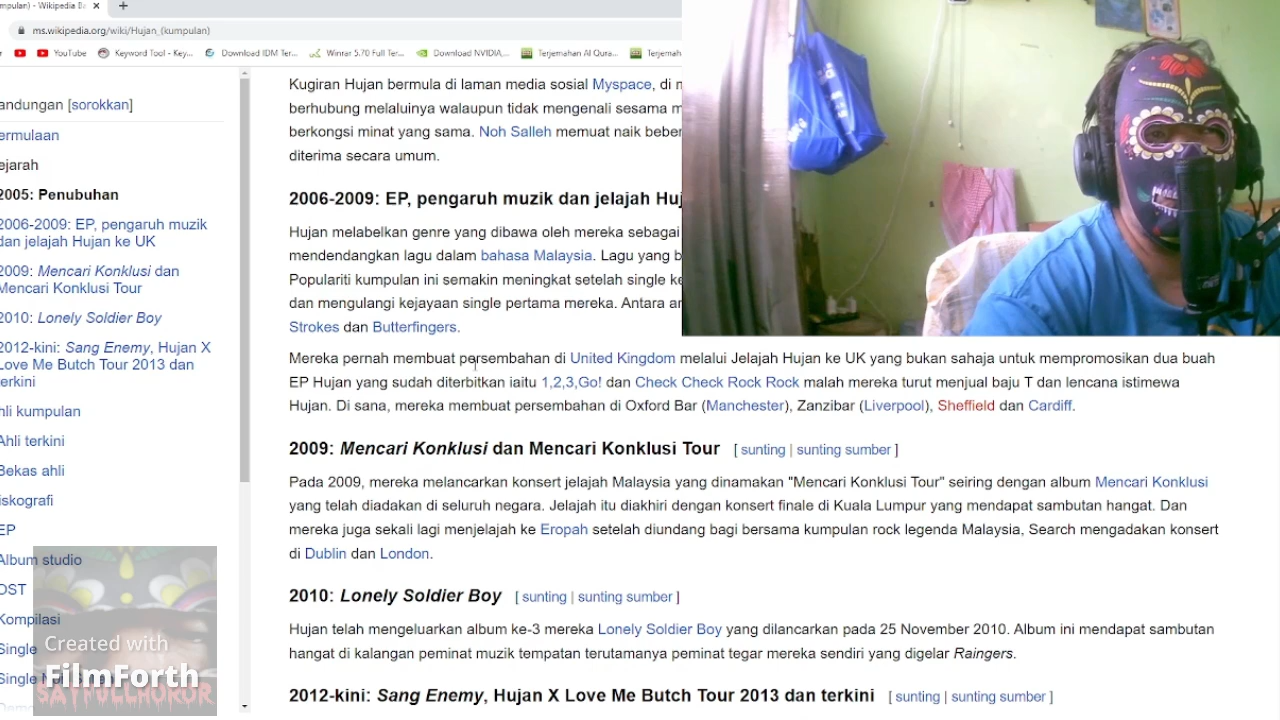 mpulan) - Wikipedia Ba
ms.wikipedia.org/wiki/Hujan_(kumpulan)
YouTube
Keyword Tool - Key...
Download IDM Ter...
Winrar 5.70 Full Ter...
Download NVIDIA,...
Terjemahan Al Qura...
Terjemah
andungan [sorokkan]
ermulaan
ejarah
2005: Penubuhan
2006-2009: EP, pengaruh muzik
dan jelajah Hujan ke UK
2009: Mencari Konklusi dan
Mencari Konklusi Tour
2010: Lonely Soldier Boy
2012-kini: Sang Enemy, Hujan X
Love Me Butch Tour 2013 dan
terkini
hli kumpulan
Ahli terkini
Bekas ahli
iskografi
EP
Album studio
OST
Kompilasi
Single
Single
Created with
FilmForth
SAYFULLHUKUR
Kugiran Hujan bermula di laman media sosial Myspace, di m
berhubung melaluinya walaupun tidak mengenali sesama m
berkongsi minat yang sama. Noh Salleh memuat naik beber
diterima secara umum.
2006-2009: EP, pengaruh muzik dan jelajah Huj
Hujan melabelkan genre yang dibawa oleh mereka sebagai
mendendangkan lagu dalam bahasa Malaysia. Lagu yang b
Populariti kumpulan ini semakin meningkat setelah single ke
dan mengulangi kejayaan single pertama mereka. Antara ar
Strokes dan Butterfingers.
Mereka pernah membuat persembahan di United Kingdom melalui Jelajah Hujan ke UK yang bukan sahaja untuk mempromosikan dua buah
EP Hujan yang sudah diterbitkan iaitu 1,2,3,Go! dan Check Check Rock Rock malah mereka turut menjual baju T dan lencana istimewa
Hujan. Di sana, mereka membuat persembahan di Oxford Bar (Manchester), Zanzibar (Liverpool), Sheffield dan Cardiff.
2009: Mencari Konklusi dan Mencari Konklusi Tour [ sunting | sunting sumber ]
Pada 2009, mereka melancarkan konsert jelajah Malaysia yang dinamakan "Mencari Konklusi Tour" seiring dengan album Mencari Konklusi
yang telah diadakan di seluruh negara. Jelajah itu diakhiri dengan konsert finale di Kuala Lumpur yang mendapat sambutan hangat. Dan
mereka juga sekali lagi menjelajah ke Eropah setelah diundang bagi bersama kumpulan rock legenda Malaysia, Search mengadakan konsert
di Dublin dan London.
2010: Lonely Soldier Boy [ sunting | sunting sumber ]
Hujan telah mengeluarkan album ke-3 mereka Lonely Soldier Boy yang dilancarkan pada 25 November 2010. Album ini mendapat sambutan
hangat di kalangan peminat muzik tempatan terutamanya peminat tegar mereka sendiri yang digelar Raingers.
2012-kini: Sang Enemy, Hujan X Love Me Butch Tour 2013 dan terkini [ sunting | sunting sumber ]